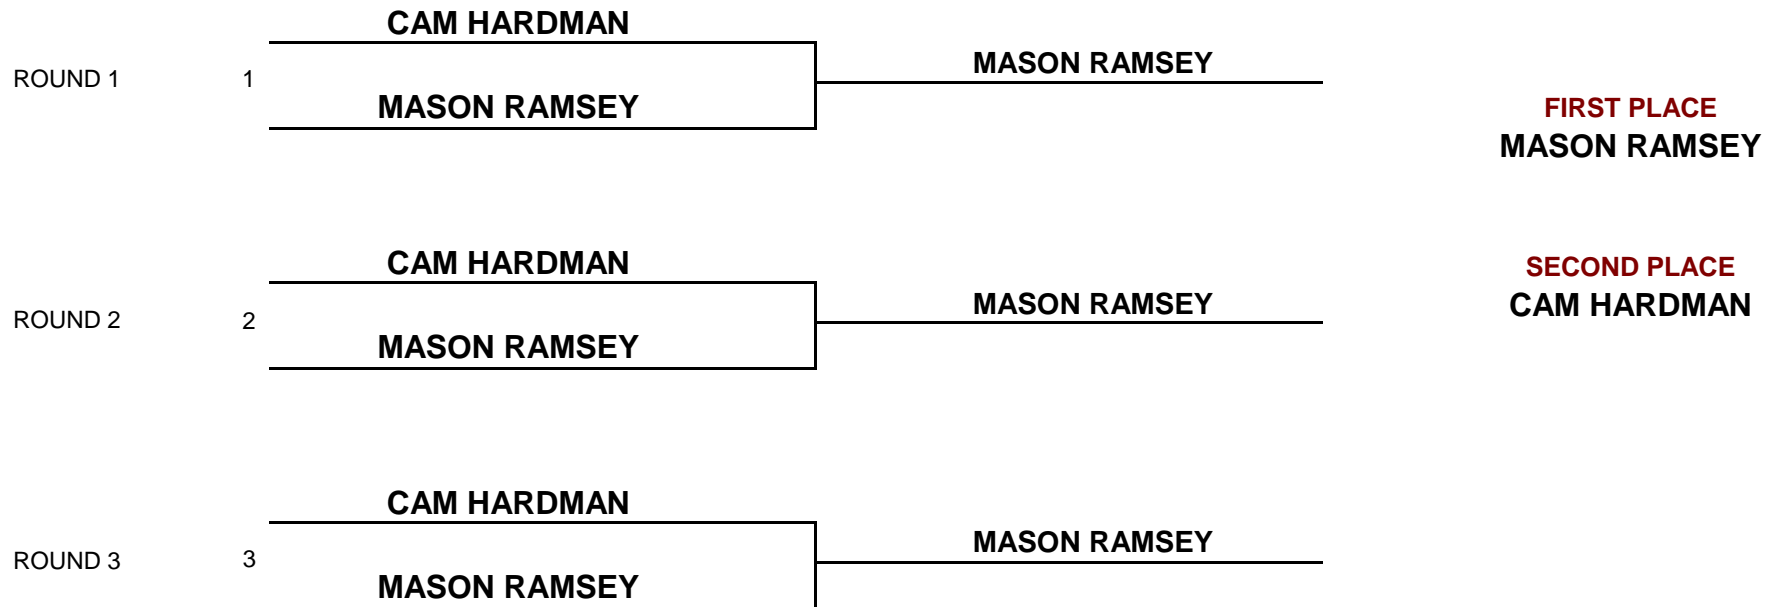 CAM HARDMAN
ROUND 1 1 MASON RAMSEY
MASON RAMSEY
FIRST PLACE
MASON RAMSEY
CAM HARDMAN
ROUND 2 2 MASON RAMSEY
MASON RAMSEY
SECOND PLACE
CAM HARDMAN
CAM HARDMAN
ROUND 3 3 MASON RAMSEY
MASON RAMSEY